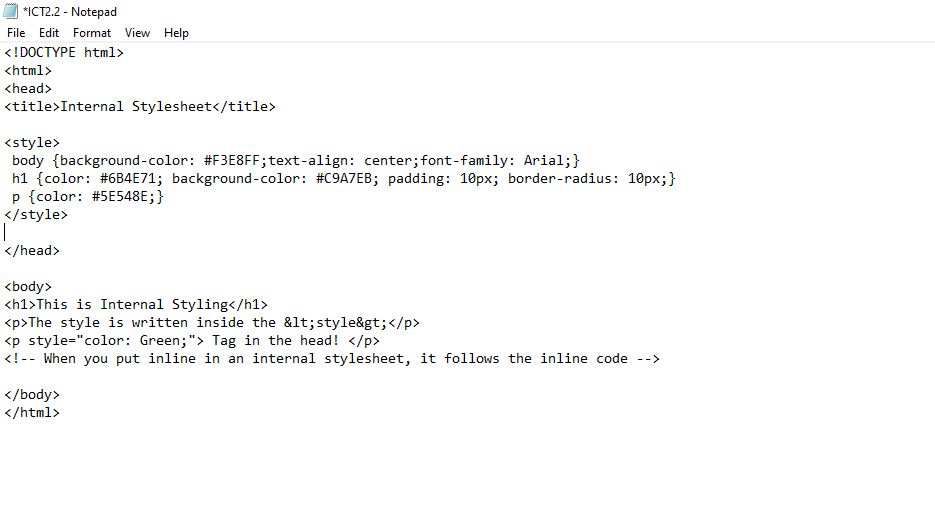 *ICT2.2 - Notepad
File Edit Format View Help
<!DOCTYPE html>
<html>
<head>
<title>Internal Stylesheet</title>
<style>
body {background-color: #F3E8FF;text-align: center;font-family: Arial;}
h1 {color: #6B4E71; background-color: #C9A7EB; padding: 10px; border-radius: 10px;}
p {color: #5E548E;}
</style>
</head>
<body>
<h1>This is Internal Styling</h1>
<p>The style is written inside the &lt;style&gt;</p>
<p style="color: Green;"> Tag in the head! </p>
<!-- When you put inline in an internal stylesheet, it follows the inline code -->
</body>
</html>